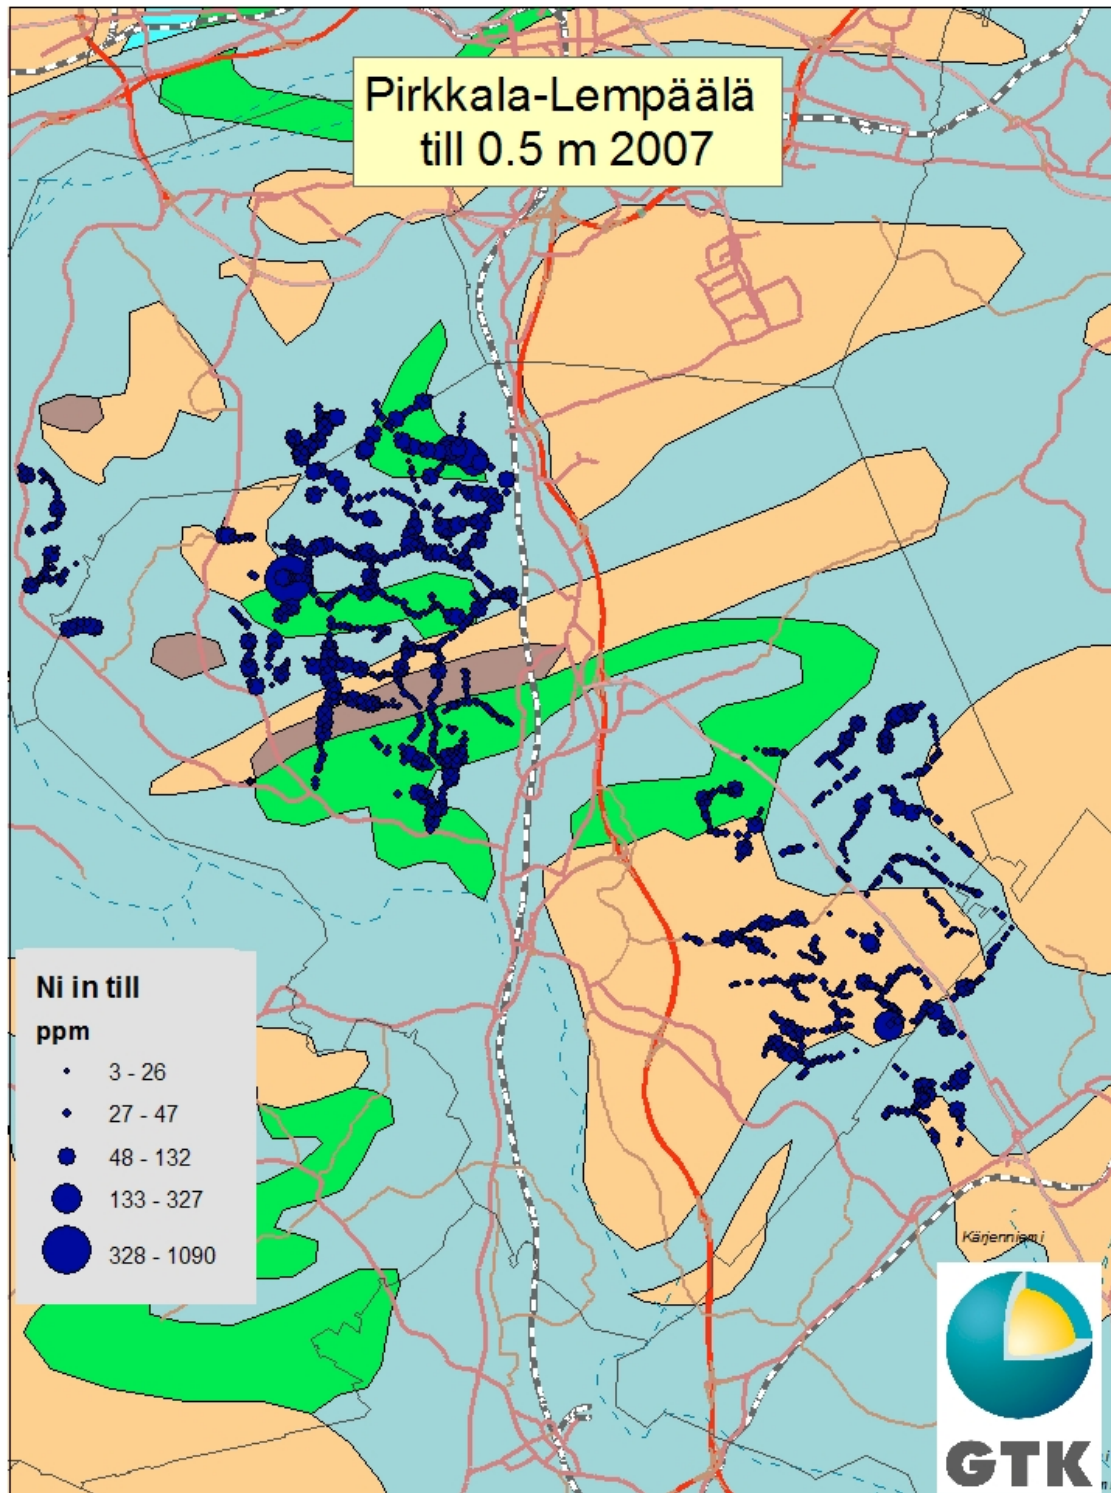 Pirkkala-Lempäälä
till 0.5 m 2007
Ni in till
ppm
3 - 26
27 - 47
48 - 132
133 - 327
328 - 1090
Kärjenniemi
GTK